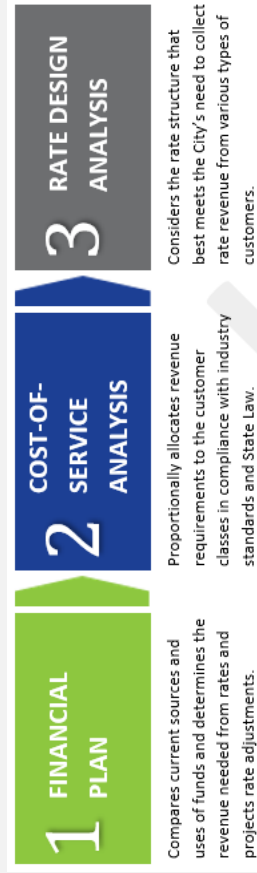 1 FINANCIAL
PLAN
Compares current sources and
uses of funds and determines the
revenue needed from rates and
projects rate adjustments.
2 COST-OF-
SERVICE
ANALYSIS
Proportionally allocates revenue
requirements to the customer
classes in compliance with industry
standards and State Law.
3 RATE DESIGN
ANALYSIS
Considers the rate structure that
best meets the City's need to collect
rate revenue from various types of
customers.